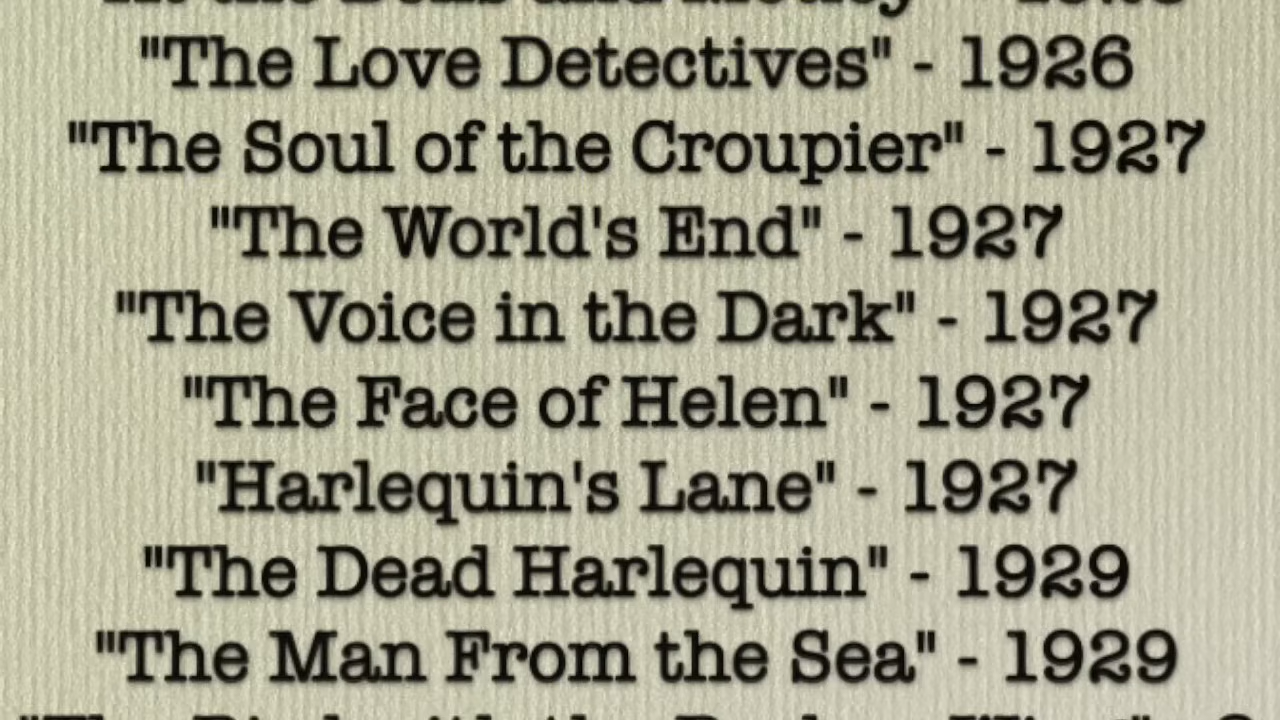 "The Love Detectives" - 1926
"The Soul of the Croupier" - 1927
"The World's End" - 1927
"The Voice in the Dark" - 1927
"The Face of Helen" - 1927
"Harlequin's Lane" - 1927
"The Dead Harlequin" - 1929
"The Man From the Sea" - 1929